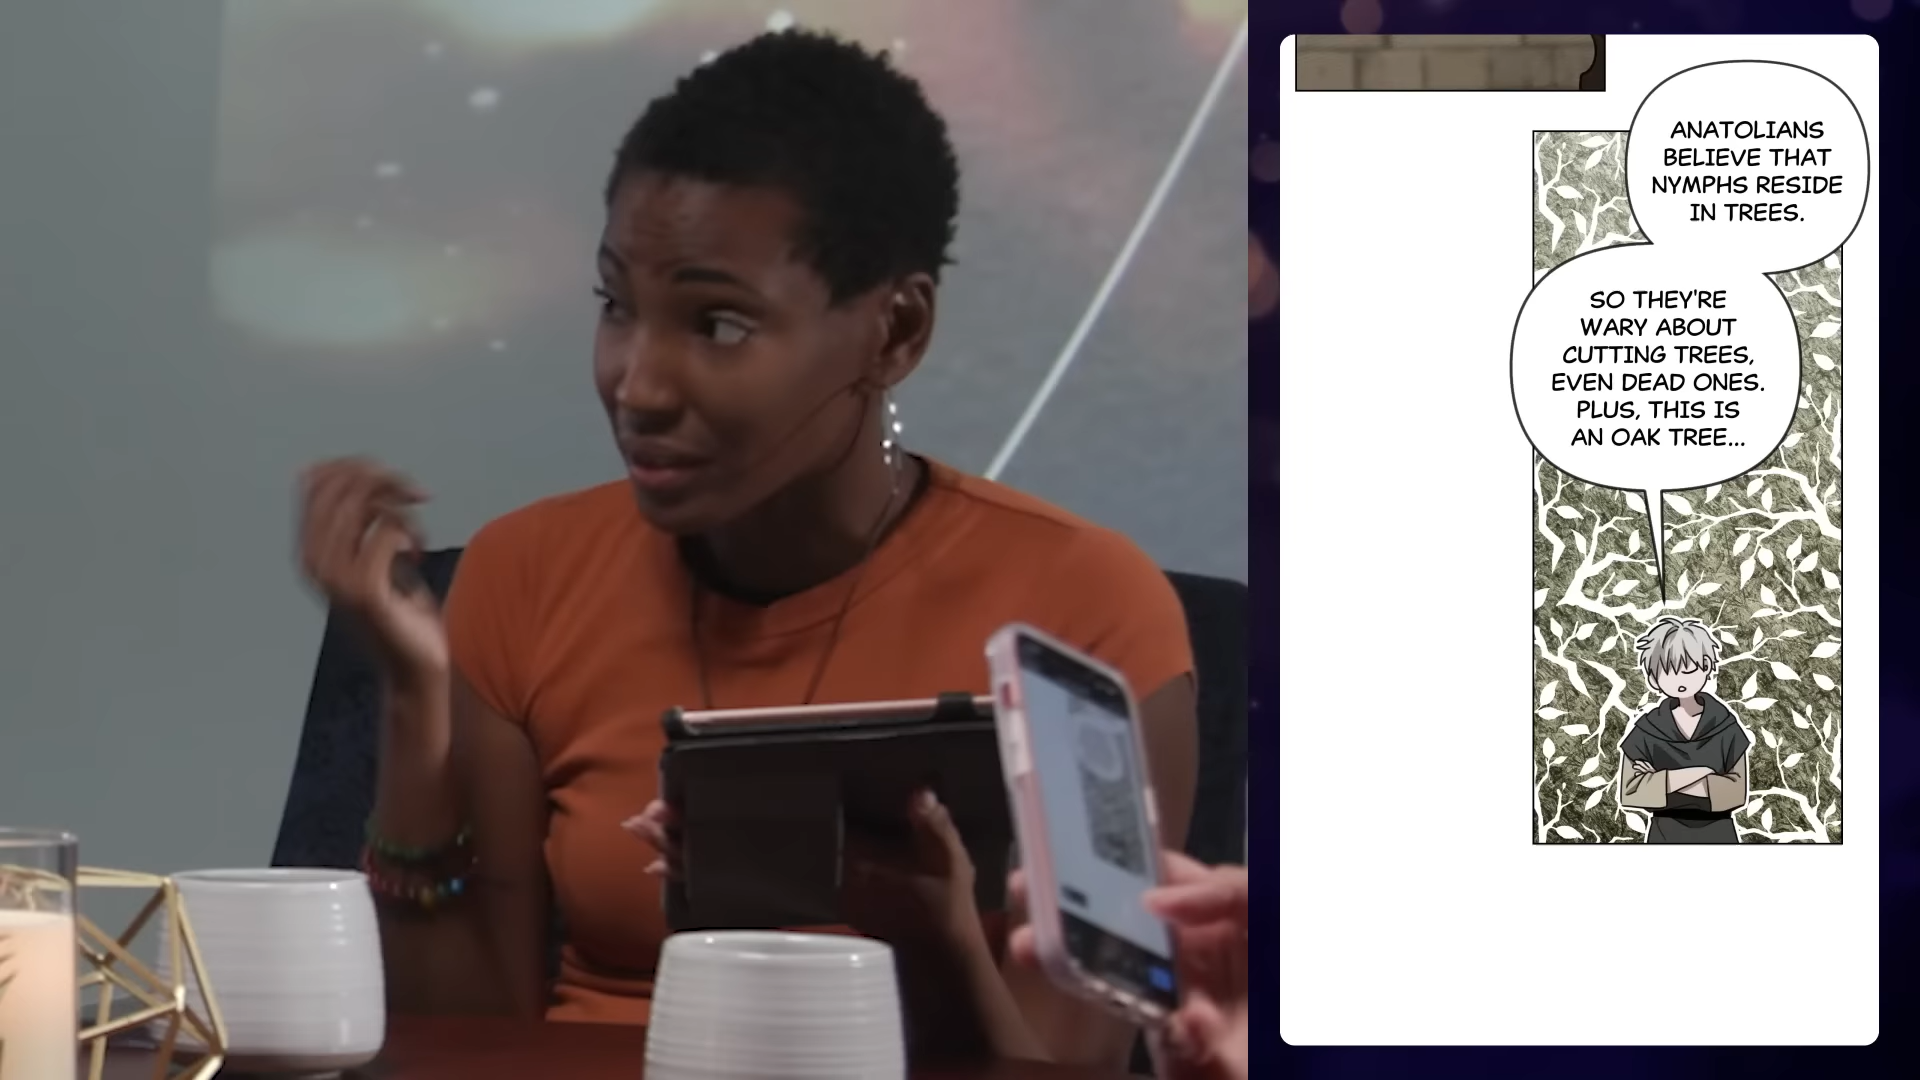 ANATOLIANS
BELIEVE THAT
NYMPHS RESIDE
IN TREES.
SO THEY'RE
WARY ABOUT
CUTTING TREES,
EVEN DEAD ONES.
PLUS, THIS IS
AN OAK TREE...